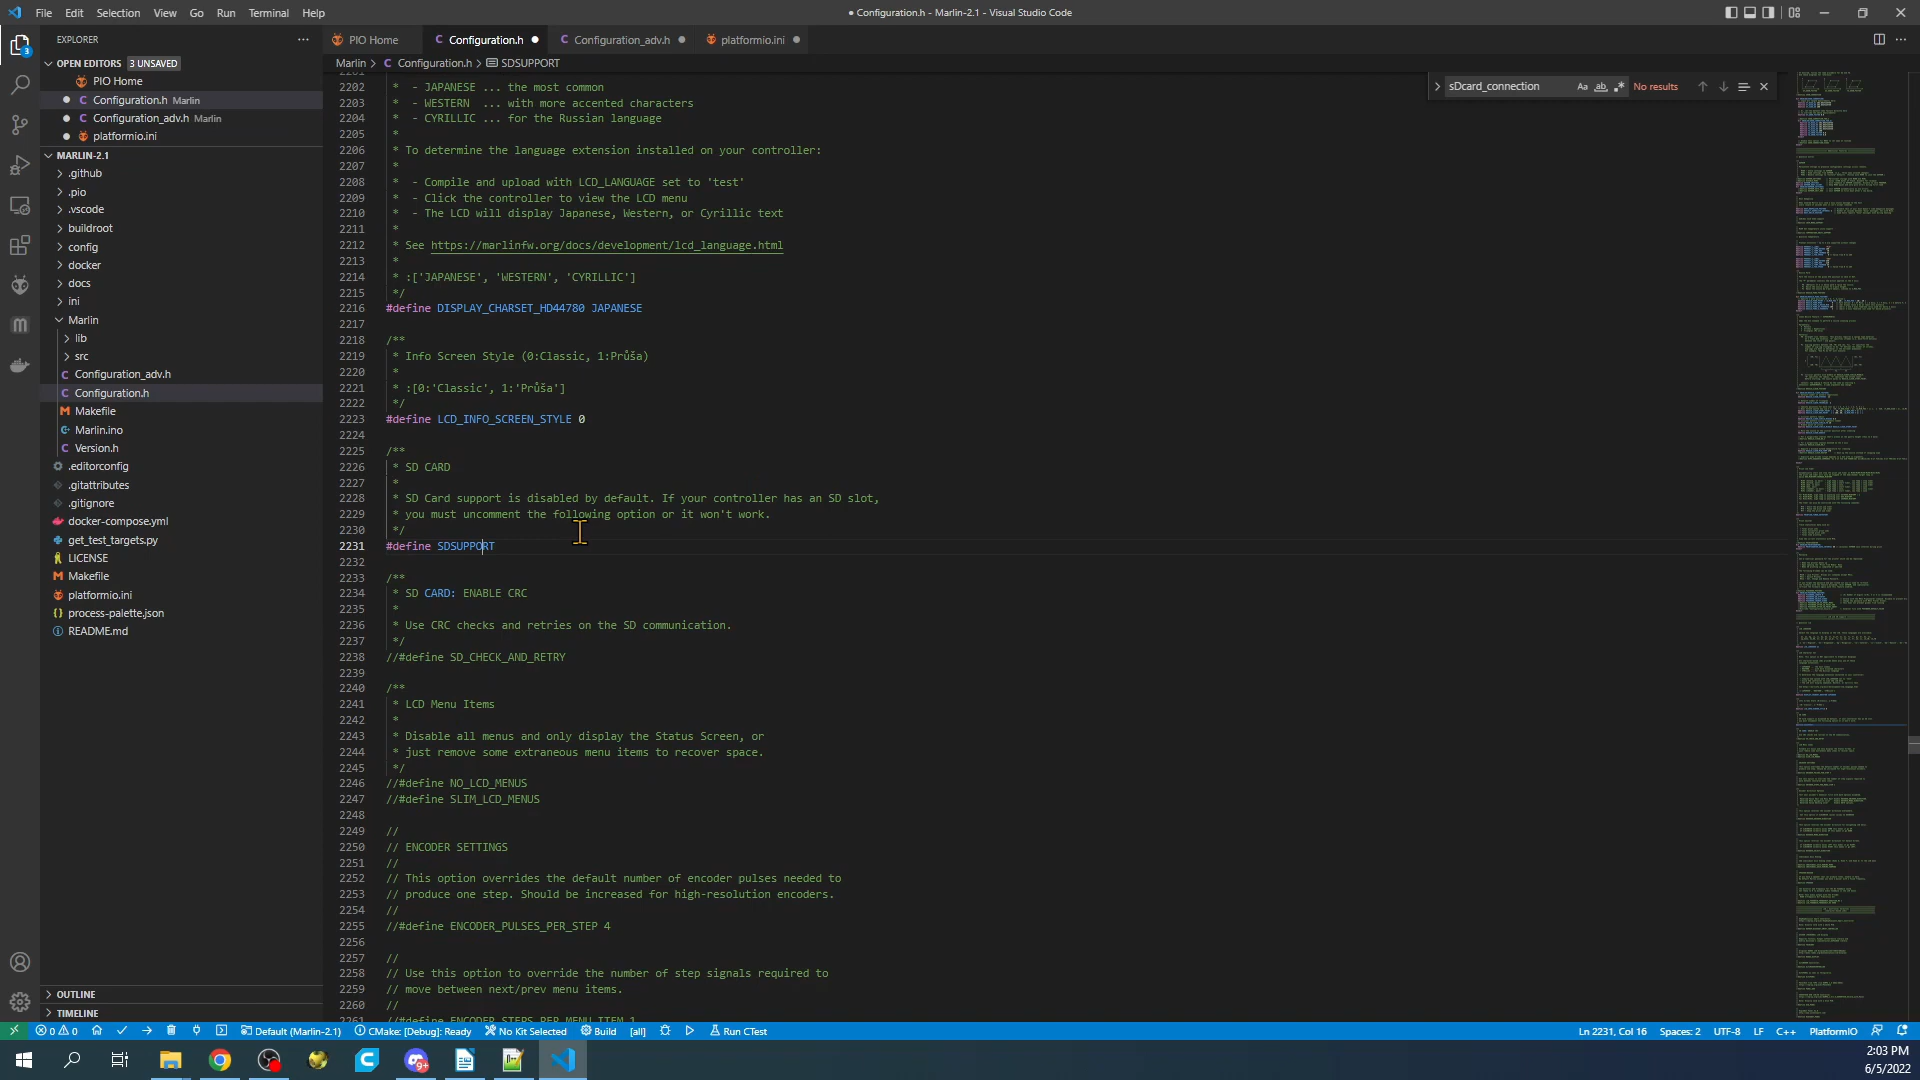 File Edit Selection View Go Run Terminal Help
● Configuration.h - Marlin-2.1 - Visual Studio Code
EXPLORER
PIO Home
Configuration.h
Configuration_adv.h
platformio.ini
OPEN EDITORS 3 UNSAVED
PIO Home
Configuration.h Marlin
Configuration_adv.h Marlin
platformio.ini
MARLIN-2.1
.github
.pio
.vscode
buildroot
config
docker
docs
ini
Marlin
lib
src
Configuration_adv.h
Configuration.h
Makefile
Marlin.ino
Version.h
.editorconfig
.gitattributes
.gitignore
docker-compose.yml
get_test_targets.py
LICENSE
Makefile
platformio.ini
process-palette.json
README.md
OUTLINE
TIMELINE
Marlin > Configuration.h > SDSUPPORT
sDcard_connection
Aa
ab
No results
2202 * - JAPANESE ... the most common
2203 * - WESTERN ... with more accented characters
2204 * - CYRILLIC ... for the Russian language
2205 *
2206 * To determine the language extension installed on your controller:
2207 *
2208 * - Compile and upload with LCD_LANGUAGE set to 'test'
2209 * - Click the controller to view the LCD menu
2210 * - The LCD will display Japanese, Western, or Cyrillic text
2211 *
2212 * See https://marlinfw.org/docs/development/lcd_language.html
2213 *
2214 * :['JAPANESE', 'WESTERN', 'CYRILLIC']
2215 */
2216 #define DISPLAY_CHARSET_HD44780 JAPANESE
2217
2218 /**
2219 * Info Screen Style (0:Classic, 1:Průša)
2220 *
2221 * :[0:'Classic', 1:'Průša']
2222 */
2223 #define LCD_INFO_SCREEN_STYLE 0
2224
2225 /**
2226 * SD CARD
2227 *
2228 * SD Card support is disabled by default. If your controller has an SD slot,
2229 * you must uncomment the following option or it won't work.
2230 */
2231 #define SDSUPPORT
2232
2233 /**
2234 * SD CARD: ENABLE CRC
2235 *
2236 * Use CRC checks and retries on the SD communication.
2237 */
2238 //#define SD_CHECK_AND_RETRY
2239
2240 /**
2241 * LCD Menu Items
2242 *
2243 * Disable all menus and only display the Status Screen, or
2244 * just remove some extraneous menu items to recover space.
2245 */
2246 //#define NO_LCD_MENUS
2247 //#define SLIM_LCD_MENUS
2248
2249 //
2250 // ENCODER SETTINGS
2251 //
2252 // This option overrides the default number of encoder pulses needed to
2253 // produce one step. Should be increased for high-resolution encoders.
2254 //
2255 //#define ENCODER_PULSES_PER_STEP 4
2256
2257 //
2258 // Use this option to override the number of step signals required to
2259 // move between next/prev menu items.
2260 //
2261 //#define ENCODER_STEPS_PER_MENU_ITEM 1
0 0 Default (Marlin-2.1) CMake: [Debug]: Ready No Kit Selected Build [all] Run CTest
Ln 2231, Col 16 Spaces: 2 UTF-8 LF C++ PlatformIO
2:03 PM
6/5/2022